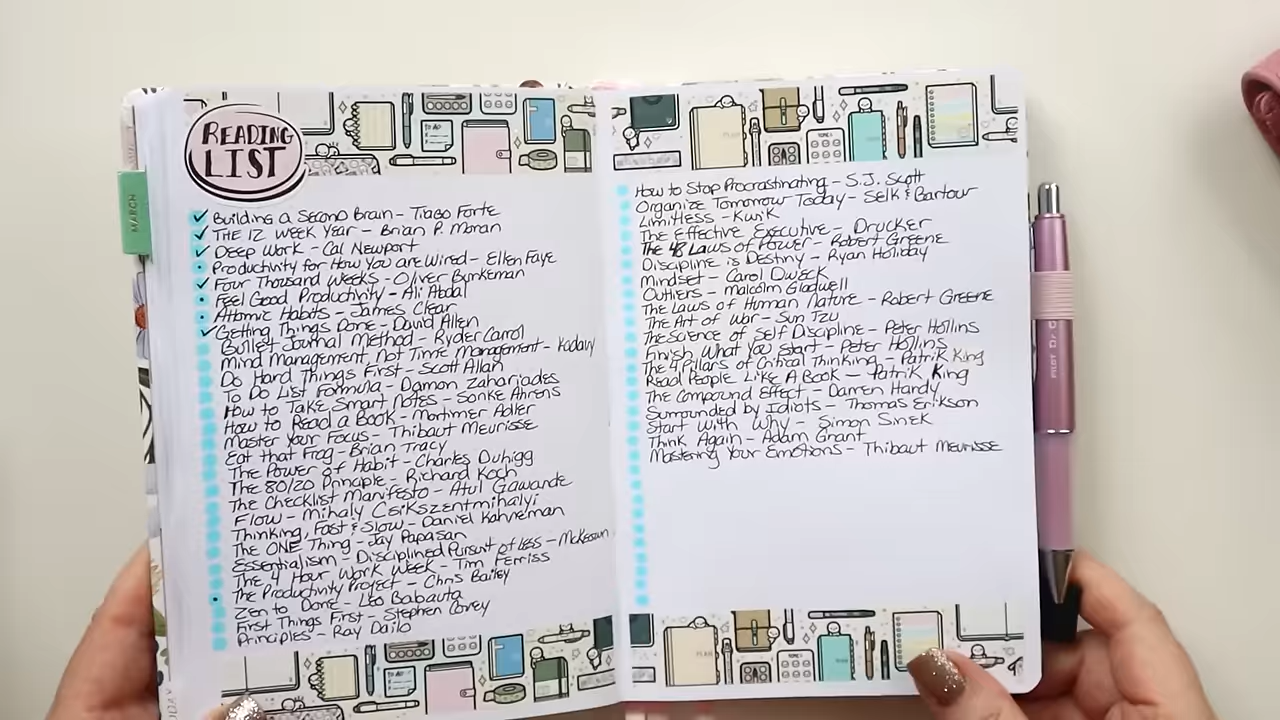 READING
LIST
MARCH
✓ Building a Second Brain - Tiago Forte
✓ THE 12 WEEK YEAR - Brian P. Moran
✓ Deep Work - Cal Newport
• Productivity for How You are Wired - Ellen Faye
✓ Four Thousand Weeks - Oliver Burkeman
• Feel Good Productivity - Ali Abdal
• Atomic Habits - James Clear
✓ Getting Things Done - David Allen
Bullet Journal Method - Ryder Carrol
Mind Management, Not Time Management - Kadavy
Do Hard Things First - Scott Allan
To Do List Formula - Damon Zahariades
How to Take Smart Notes - Sonke Ahrens
How to Read a Book - Mortimer Adler
Master Your Focus - Thibaut Meurisse
Eat that Frog - Brian Tracy
The Power of Habit - Charles Duhigg
The 80/20 Principle - Richard Koch
The Checklist Manifesto - Atul Gawande
Flow - Mihaly Csikszentmihalyi
Thinking, Fast & Slow - Daniel Kahneman
The ONE Thing - Jay Papasan
Essentialism: Disciplined Pursuit of Less - McKeown
The 4 Hour Work Week - Tim Ferriss
• The Productivity Project - Chris Bailey
Zen to Done - Leo Babauta
First Things First - Stephen Covey
Principles - Ray Dalio
How to Stop Procrastinating - S.J. Scott
Organize Tomorrow Today - Selk & Bartow
Limitless - Kwik
The Effective Executive - Drucker
The 48 Laws of Power - Robert Greene
Discipline is Destiny - Ryan Holiday
Mindset - Carol Dweck
Outliers - Malcolm Gladwell
The Laws of Human Nature - Robert Greene
The Art of War - Sun Tzu
The Science of Self Discipline - Peter Hollins
Finish What You Start - Peter Hollins
The 4 Pillars of Critical Thinking - Patrik King
Read People Like A Book - Patrik King
The Compound Effect - Darren Hardy
Surrounded by Idiots - Thomas Erikson
Start With Why - Simon Sinek
Think Again - Adam Grant
Mastering Your Emotions - Thibaut Meurisse
TO DO
PLAN
PILOT Dr. G